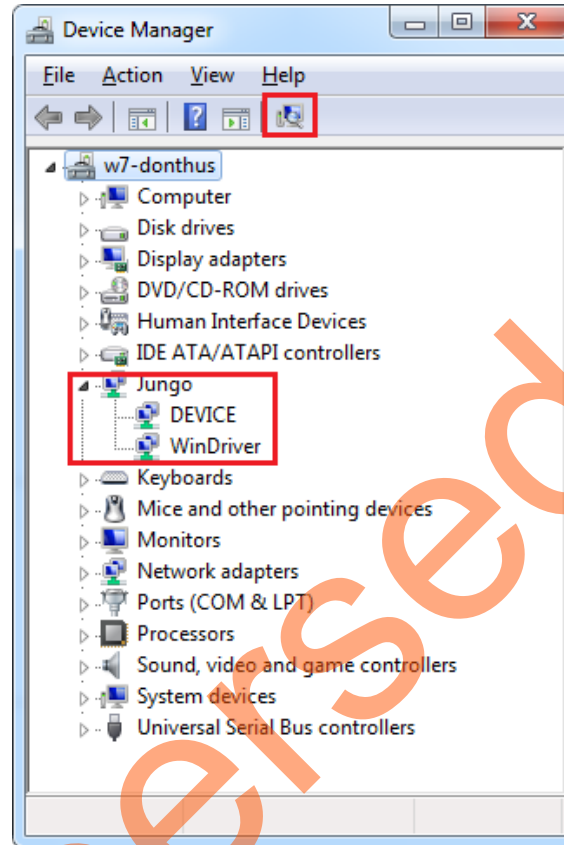 Device Manager
File Action View Help
w7-donthus
Computer
Disk drives
Display adapters
DVD/CD-ROM drives
Human Interface Devices
IDE ATA/ATAPI controllers
Jungo
DEVICE
WinDriver
Keyboards
Mice and other pointing devices
Monitors
Network adapters
Ports (COM & LPT)
Processors
Sound, video and game controllers
System devices
Universal Serial Bus controllers
ersed